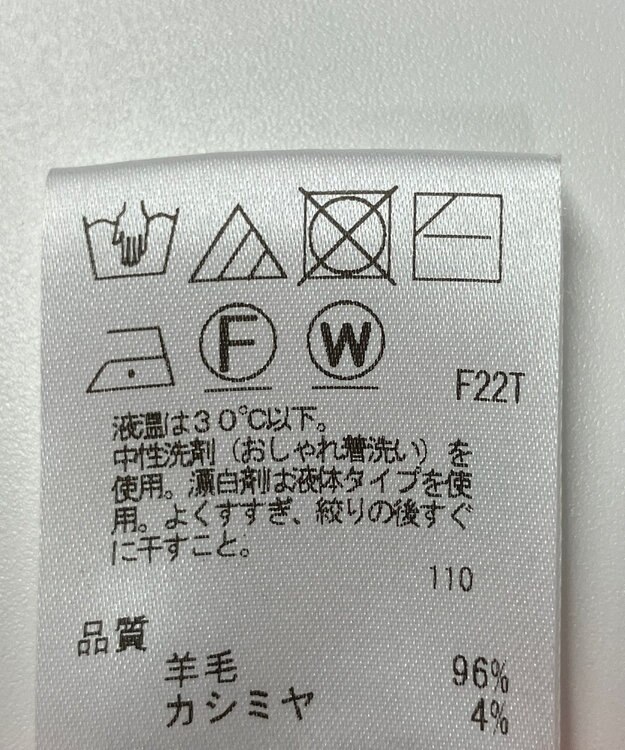 F W
F22T
液温は30℃以下。
中性洗剤（おしゃれ着洗い）を
使用。漂白剤は液体タイプを使
用。よくすすぎ、絞りの後すぐ
に干すこと。
110
品質
羊毛 96%
カシミヤ 4%